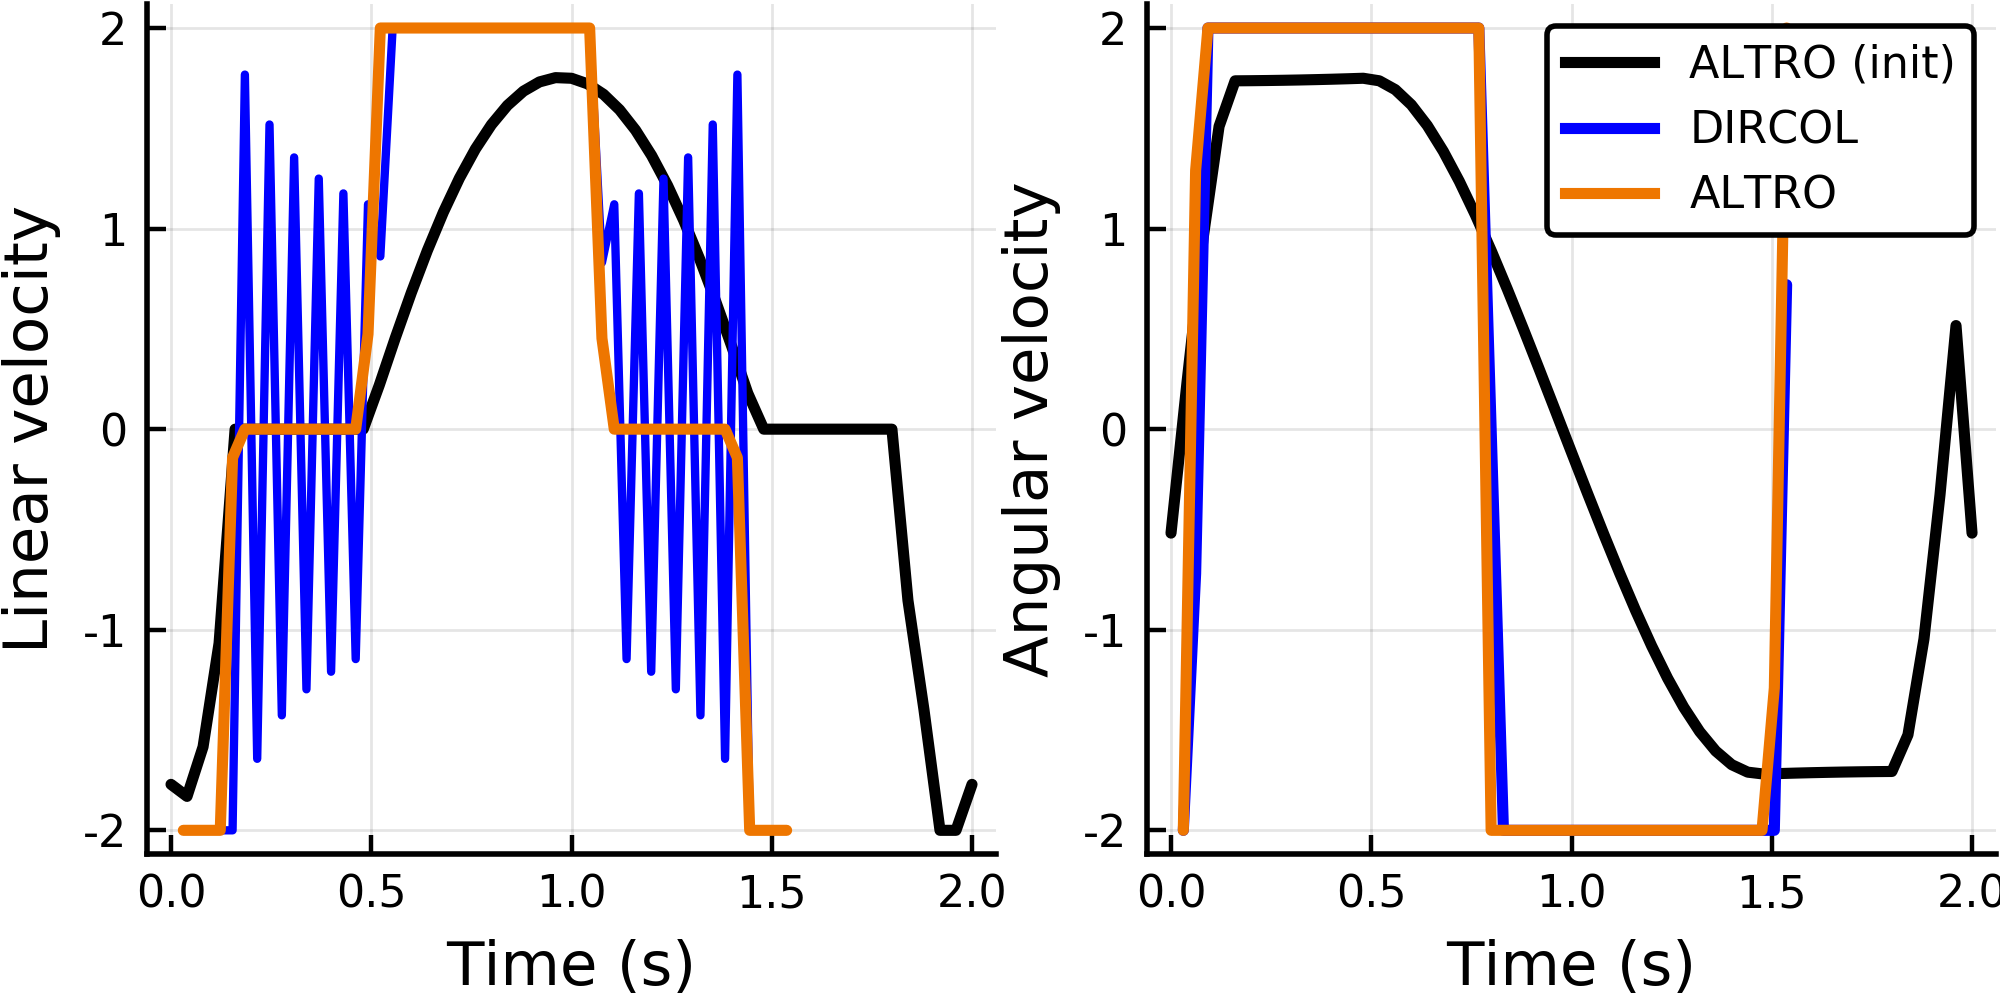 Linear velocity
2
1
0
-1
-2
0.0 0.5 1.0 1.5 2.0
Time (s)
Angular velocity
2
1
0
-1
-2
0.0 0.5 1.0 1.5 2.0
Time (s)
ALTRO (init)
DIRCOL
ALTRO